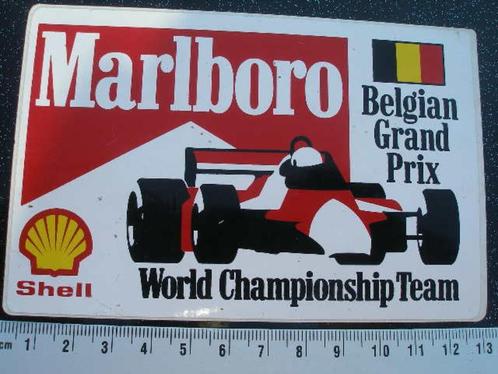 Marlboro
Belgian
Grand
Prix
Shell
World Championship Team
cm 1 2 3 4 5 6 7 8 9 10 11 12 13